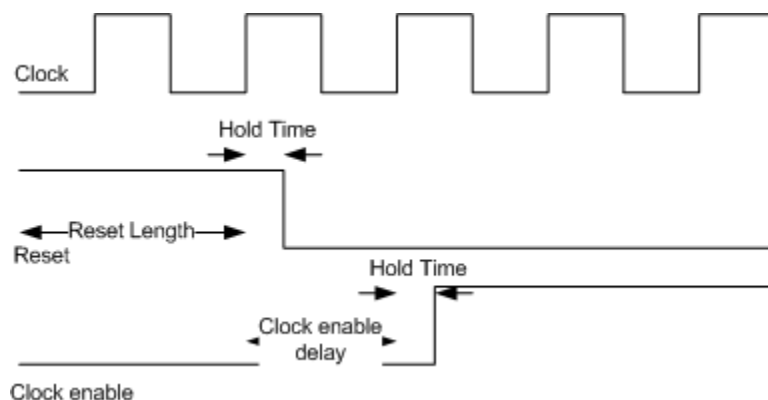 Clock
Hold Time
Reset Length
Reset
Hold Time
Clock enable
delay
Clock enable